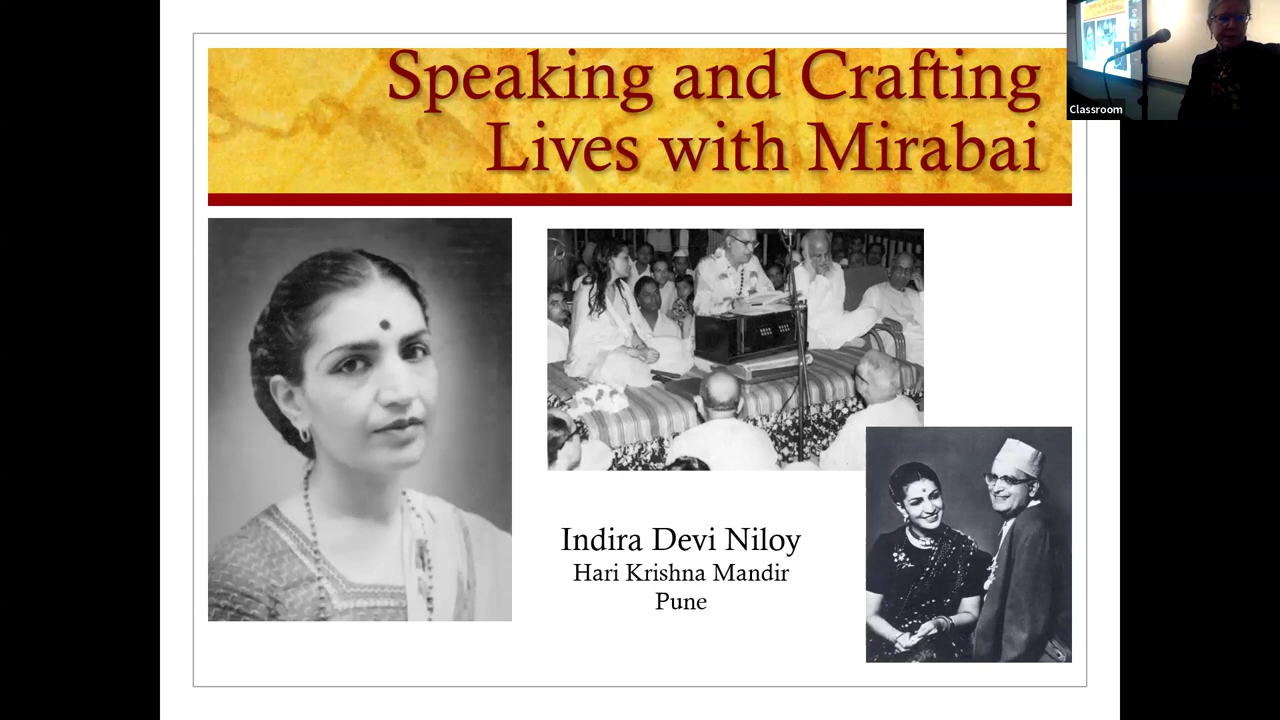 Speaking and Crafting
Lives with Mirabai
Classroom
Indira Devi Niloy
Hari Krishna Mandir
Pune